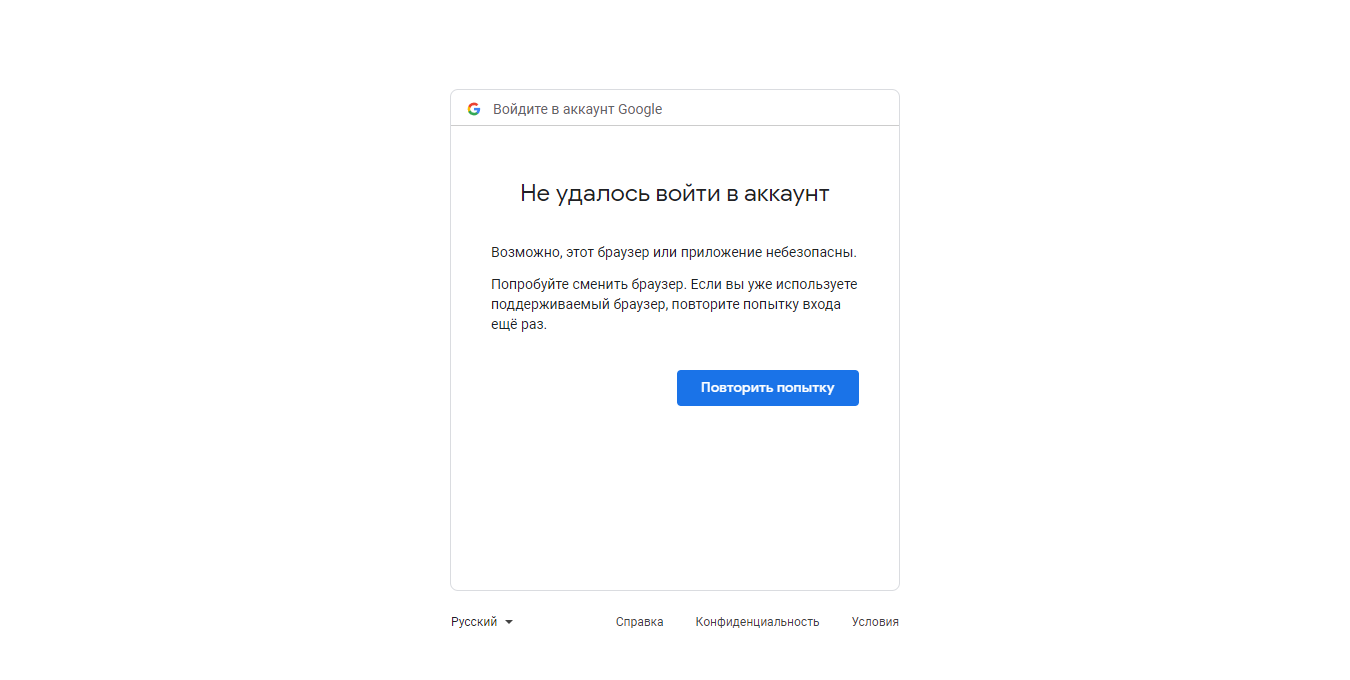 Войдите в аккаунт Google
Не удалось войти в аккаунт
Возможно, этот браузер или приложение небезопасны.
Попробуйте сменить браузер. Если вы уже используете
поддерживаемый браузер, повторите попытку входа
ещё раз.
Повторить попытку
Русский Справка Конфиденциальность Условия